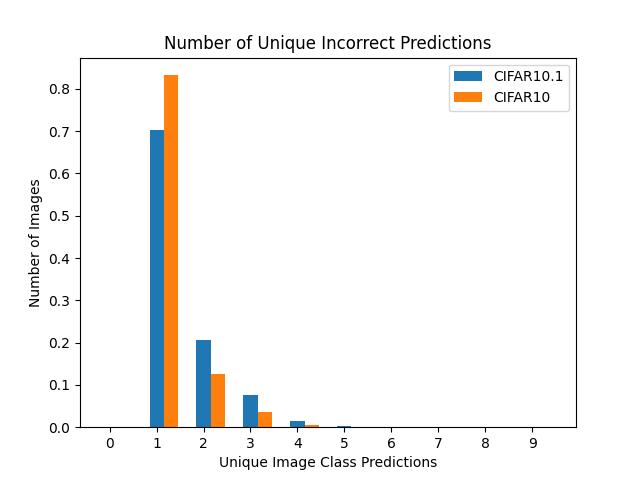 Number of Unique Incorrect Predictions
CIFAR10.1
CIFAR10
Number of Images
0.8
0.7
0.6
0.5
0.4
0.3
0.2
0.1
0.0
0 1 2 3 4 5 6 7 8 9
Unique Image Class Predictions